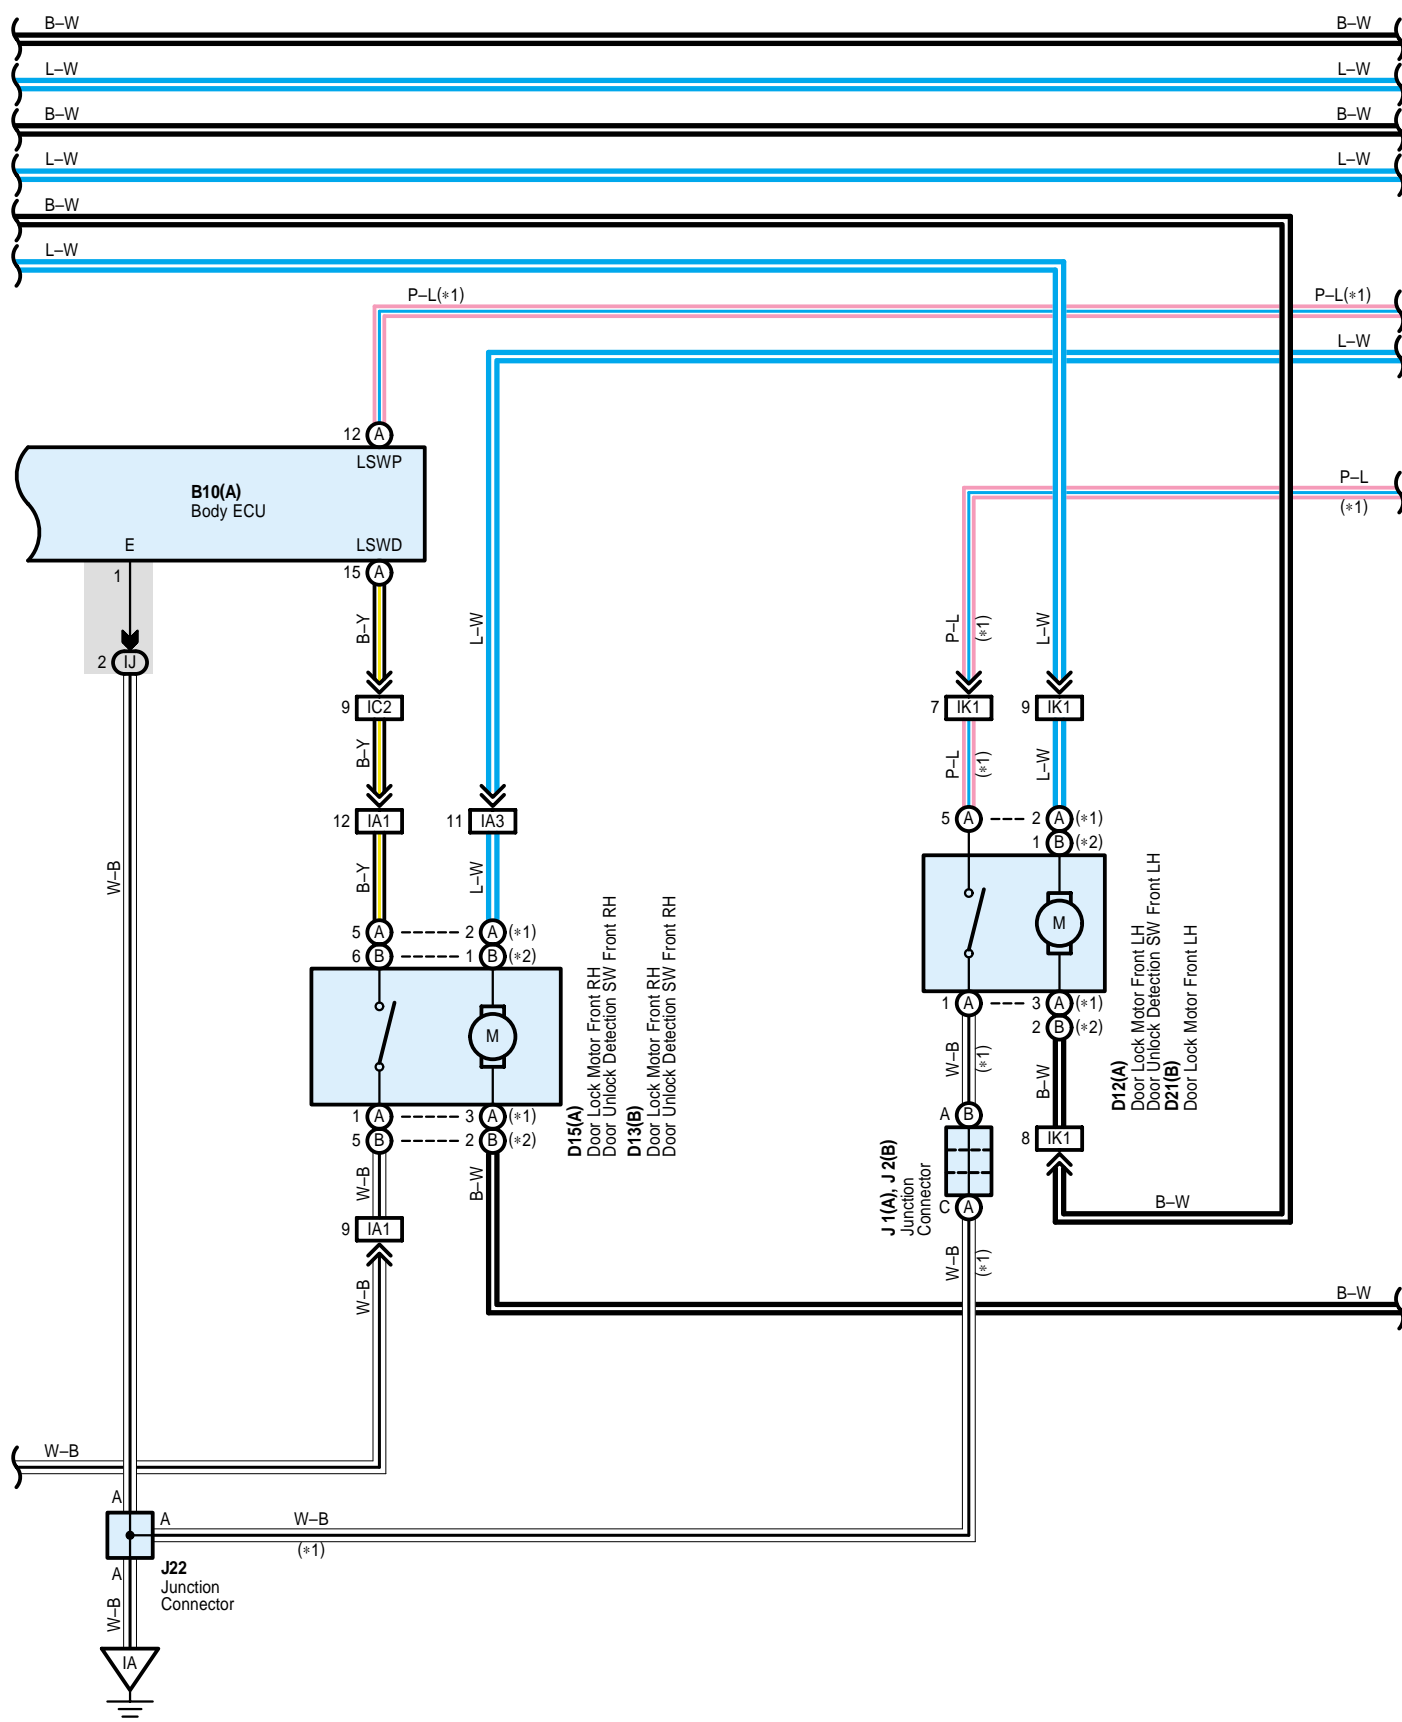 B–W B–W
L–W L–W
B–W B–W
L–W L–W
B–W
L–W
P–L(∗1) P–L(∗1)
L–W
12 A
LSWP
B10(A)
Body ECU
E LSWD
1
15 A
P–L
(∗1)
2 IJ
B–Y
L–W
P–L
(∗1)
L–W
9 IC2
7 IK1
9 IK1
B–Y
P–L
(∗1)
L–W
12 IA1
11 IA3
5 A 2 A (∗1)
1 B (∗2)
W–B
B–Y
L–W
M
5 A 2 A (∗1)
6 B 1 B (∗2)
M
D15(A)
Door Lock Motor Front RH
Door Unlock Detection SW Front RH
D13(B)
Door Lock Motor Front RH
Door Unlock Detection SW Front RH
1 A 3 A (∗1)
2 B (∗2)
D12(A)
Door Lock Motor Front LH
Door Unlock Detection SW Front LH
D21(B)
Door Lock Motor Front LH
W–B
(∗1)
B–W
1 A 3 A (∗1)
5 B 2 B (∗2)
A B
8 IK1
J 1(A), J 2(B)
Junction
Connector
C A
B–W
W–B
B–W
9 IA1
W–B
W–B
(∗1)
B–W
W–B
A
A
W–B
(∗1)
J22
Junction
Connector
A
W–B
IA